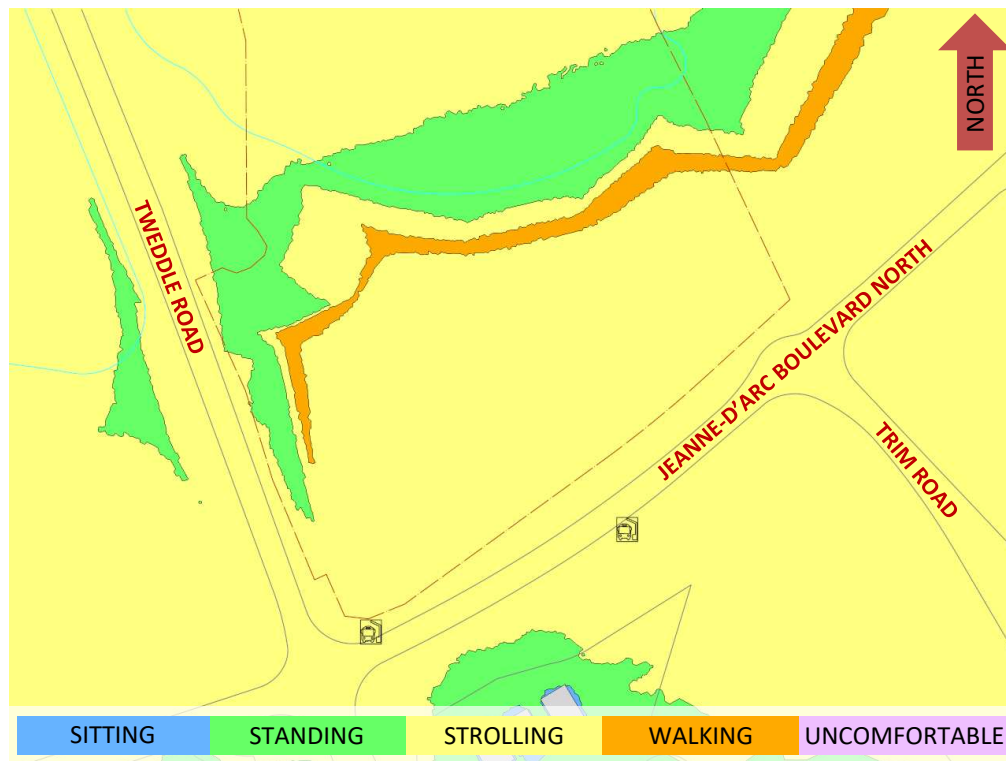 NORTH
TWEDDLE ROAD
JEANNE-D'ARC BOULEVARD NORTH
TRIM ROAD
SITTING
STANDING
STROLLING
WALKING
UNCOMFORTABLE